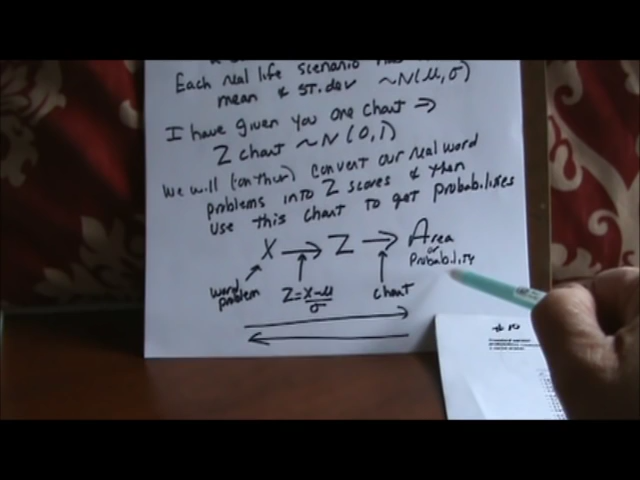 Each real life scenario has
mean & ST.dev ~N(μ,σ)
I have given you one chart ⇒
Z chart ~N(0,1)
We will (on thur) convert our real word
problems into Z scores & then
use this chart to get probabilities
X → Z → Area
or
Probability
word
problem
Z=X-μ
σ
chart
# 10